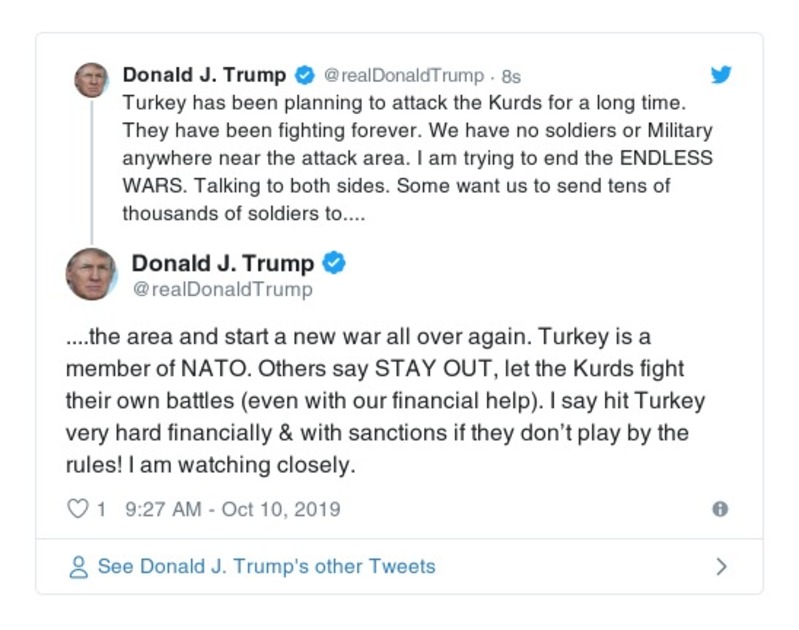 Donald J. Trump @realDonaldTrump · 8s
Turkey has been planning to attack the Kurds for a long time.
They have been fighting forever. We have no soldiers or Military
anywhere near the attack area. I am trying to end the ENDLESS
WARS. Talking to both sides. Some want us to send tens of
thousands of soldiers to....
Donald J. Trump
@realDonaldTrump
....the area and start a new war all over again. Turkey is a
member of NATO. Others say STAY OUT, let the Kurds fight
their own battles (even with our financial help). I say hit Turkey
very hard financially & with sanctions if they don’t play by the
rules! I am watching closely.
1 9:27 AM - Oct 10, 2019
See Donald J. Trump's other Tweets